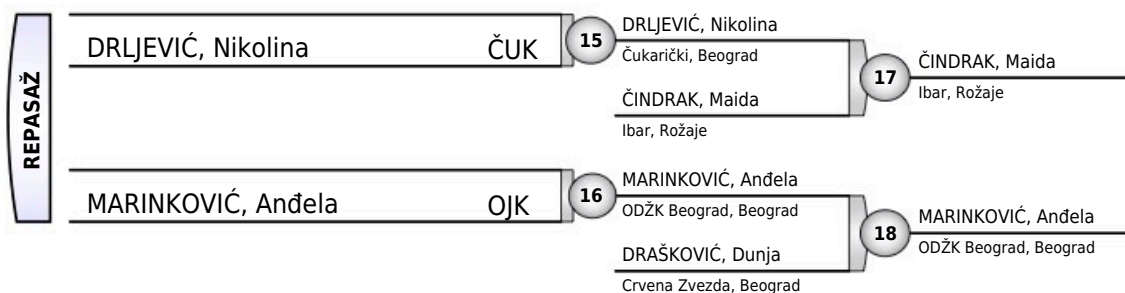 REPASAŽ
DRLJEVIĆ, Nikolina ČUK
15
DRLJEVIĆ, Nikolina
Čukarički, Beograd
ČINDRAK, Maida
Ibar, Rožaje
17
ČINDRAK, Maida
Ibar, Rožaje
MARINKOVIĆ, Anđela OJK
16
MARINKOVIĆ, Anđela
ODŽK Beograd, Beograd
DRAŠKOVIĆ, Dunja
Crvena Zvezda, Beograd
18
MARINKOVIĆ, Anđela
ODŽK Beograd, Beograd